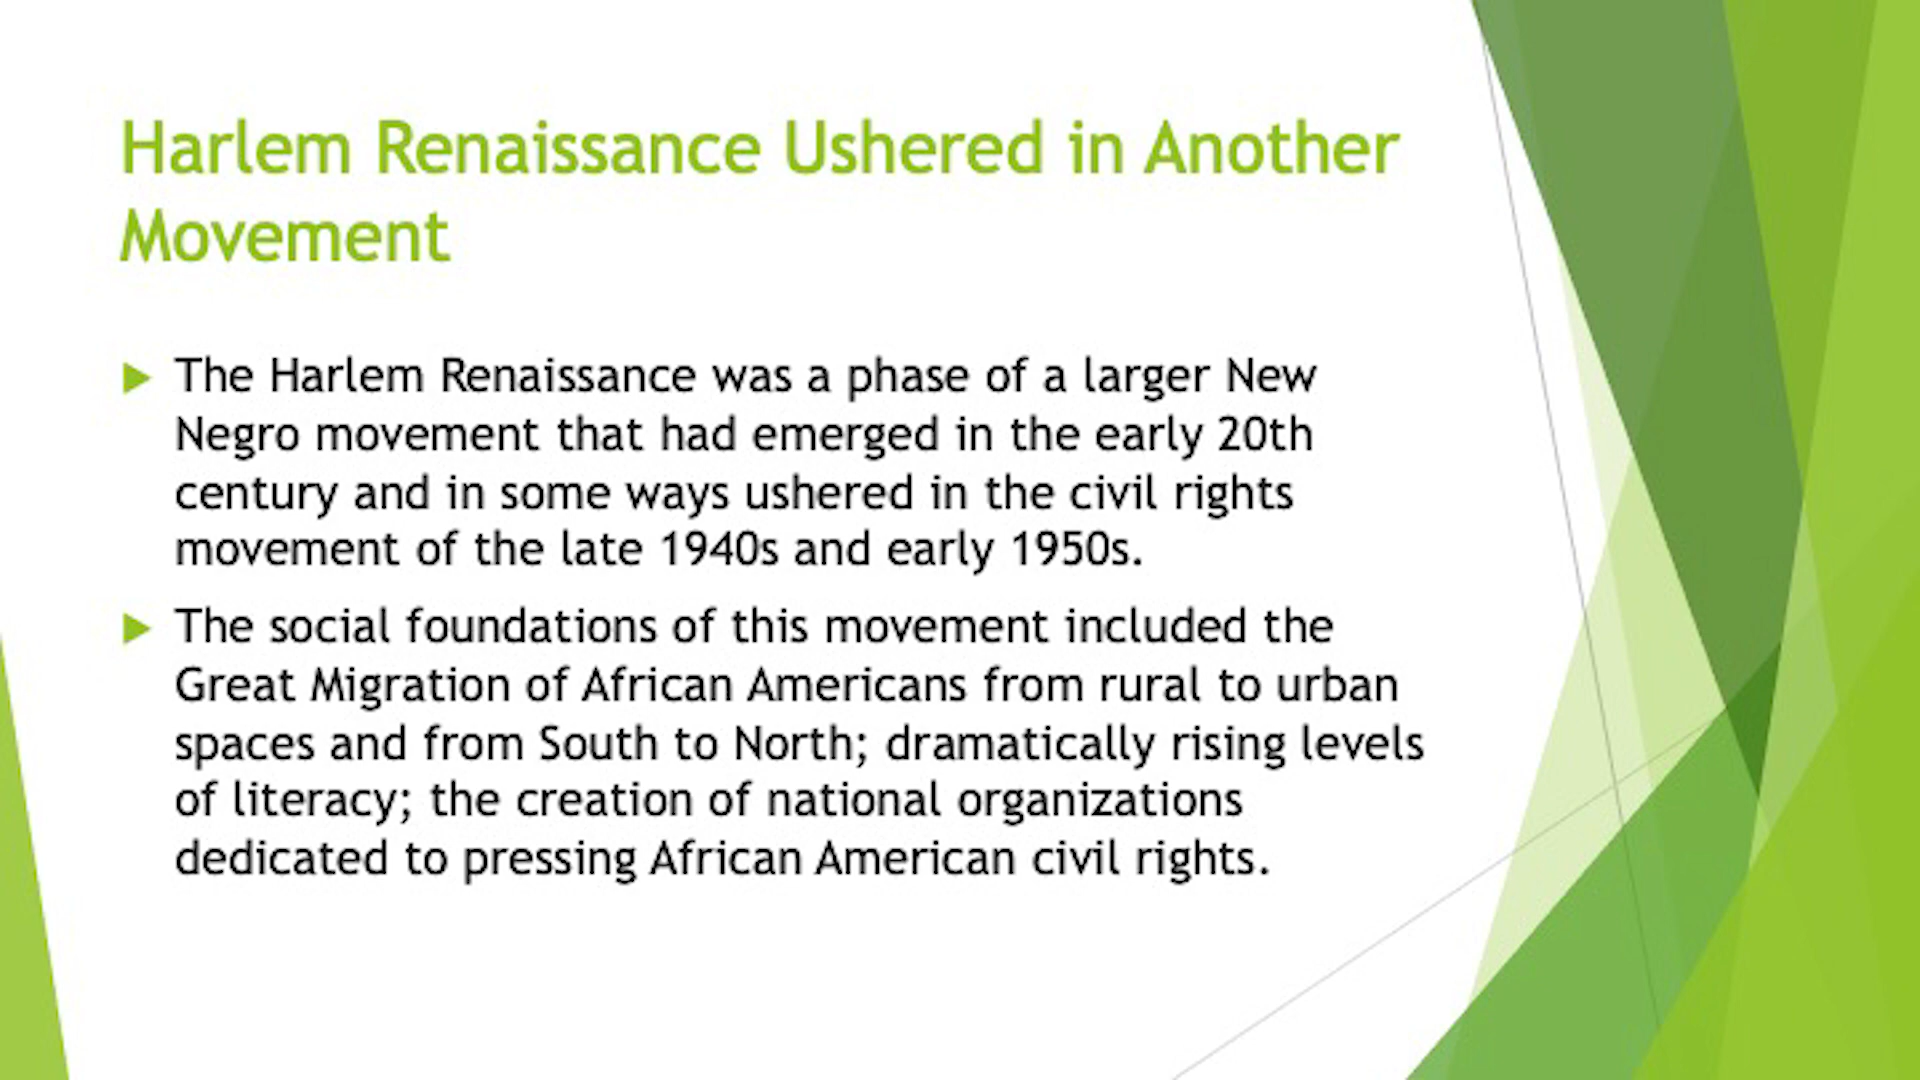 Harlem Renaissance Ushered in Another
Movement
The Harlem Renaissance was a phase of a larger New
Negro movement that had emerged in the early 20th
century and in some ways ushered in the civil rights
movement of the late 1940s and early 1950s.
The social foundations of this movement included the
Great Migration of African Americans from rural to urban
spaces and from South to North; dramatically rising levels
of literacy; the creation of national organizations
dedicated to pressing African American civil rights.